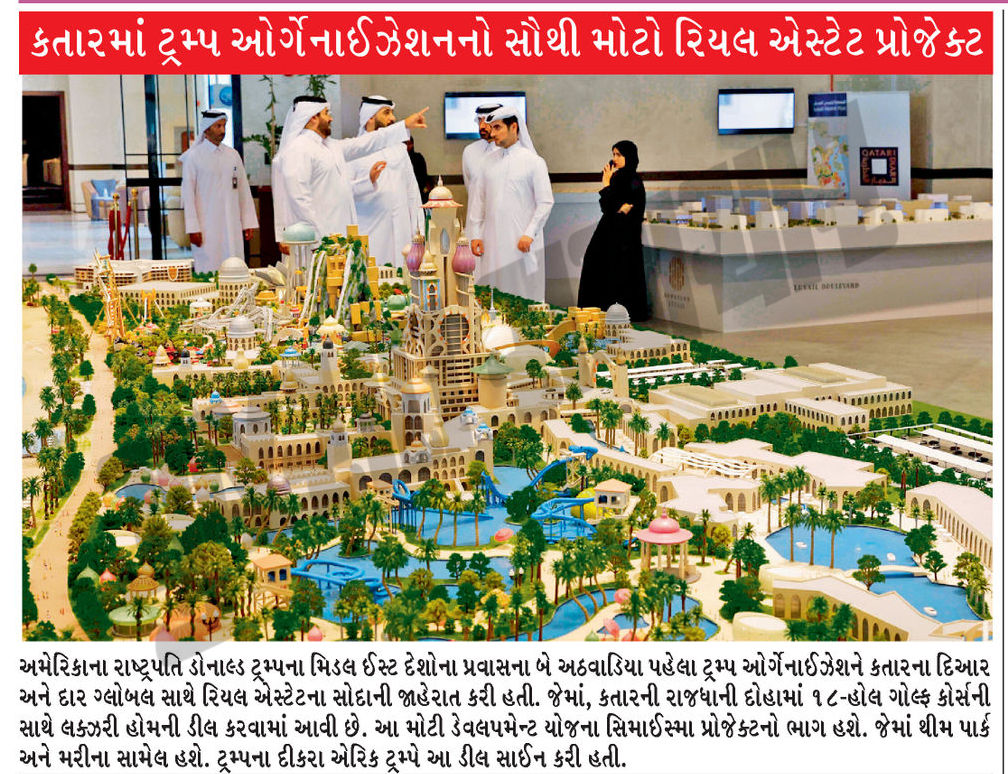 કતારમાં ટ્રમ્પ ઓર્ગેનાઈઝેશનનો સૌથી મોટો રિયલ એસ્ટેટ પ્રોજેક્ટ
QATARI
DIAR
LUSAIL BOULEVARD
અમેરિકાના રાષ્ટ્રપતિ ડોનાલ્ડ ટ્રમ્પના મિડલ ઈસ્ટ દેશોના પ્રવાસના બે અઠવાડિયા પહેલા ટ્રમ્પ ઓર્ગેનાઈઝેશને કતારના દિઆર
અને દાર ગ્લોબલ સાથે રિયલ એસ્ટેટના સોદાની જાહેરાત કરી હતી. જેમાં, કતારની રાજધાની દોહામાં ૧૮-હોલ ગોલ્ફ કોર્સની
સાથે લક્ઝરી હોમની ડીલ કરવામાં આવી છે. આ મોટી ડેવલપમેન્ટ યોજના સિમાઈસ્મા પ્રોજેક્ટનો ભાગ હશે. જેમાં થીમ પાર્ક
અને મરીના સામેલ હશે. ટ્રમ્પના દીકરા એરિક ટ્રમ્પે આ ડીલ સાઈન કરી હતી.